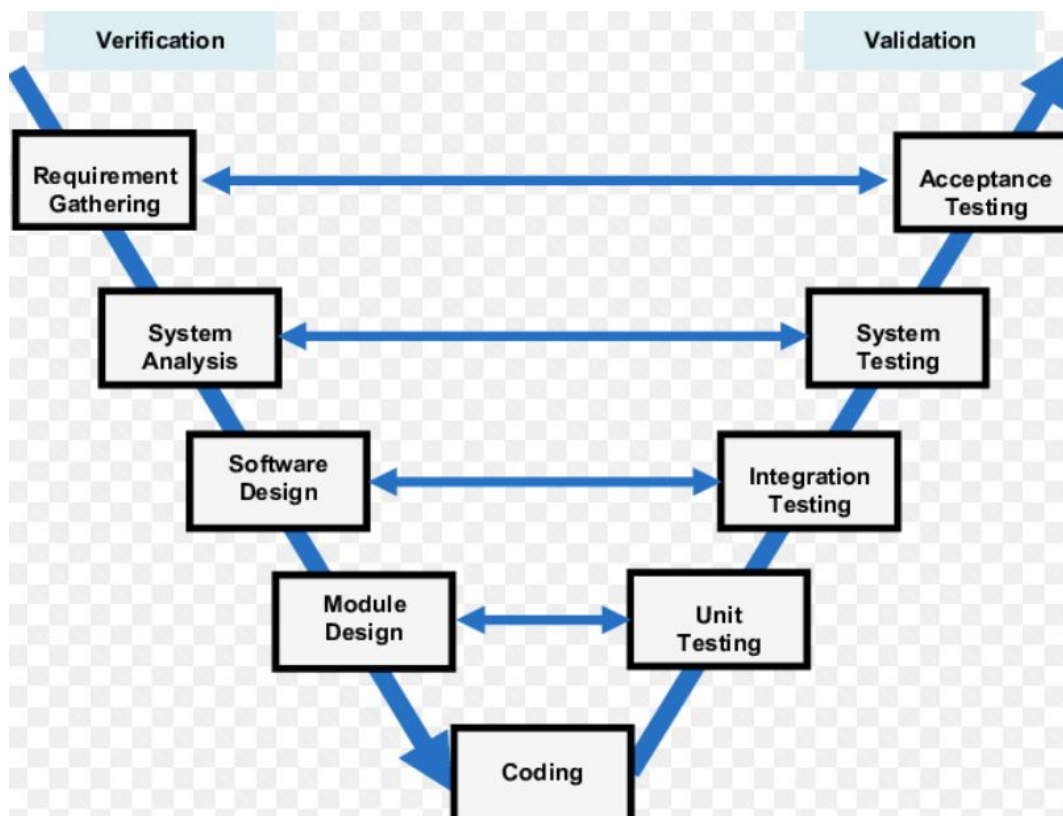 Verification
Validation
Requirement
Gathering
Acceptance
Testing
System
Analysis
System
Testing
Software
Design
Integration
Testing
Module
Design
Unit
Testing
Coding